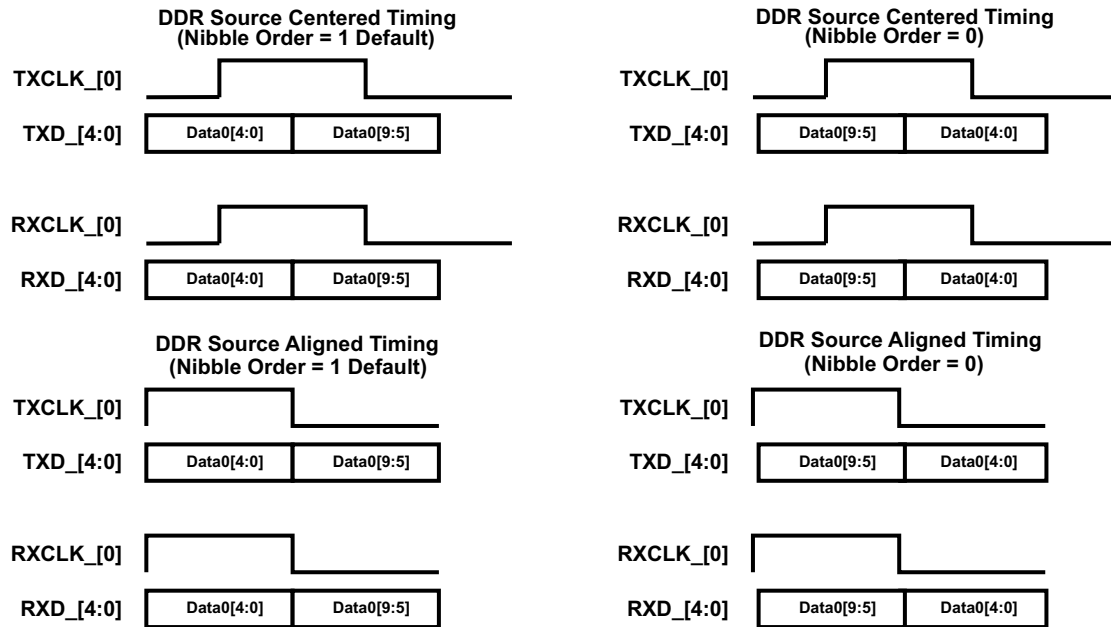 DDR Source Centered Timing
(Nibble Order = 1 Default)
TXCLK_[0]
TXD_[4:0] Data0[4:0] Data0[9:5]
RXCLK_[0]
RXD_[4:0] Data0[4:0] Data0[9:5]
DDR Source Centered Timing
(Nibble Order = 0)
TXCLK_[0]
TXD_[4:0] Data0[9:5] Data0[4:0]
RXCLK_[0]
RXD_[4:0] Data0[9:5] Data0[4:0]
DDR Source Aligned Timing
(Nibble Order = 1 Default)
TXCLK_[0]
TXD_[4:0] Data0[4:0] Data0[9:5]
RXCLK_[0]
RXD_[4:0] Data0[4:0] Data0[9:5]
DDR Source Aligned Timing
(Nibble Order = 0)
TXCLK_[0]
TXD_[4:0] Data0[9:5] Data0[4:0]
RXCLK_[0]
RXD_[4:0] Data0[9:5] Data0[4:0]